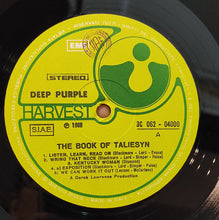 EMI
STEREO
DEEP PURPLE
HARVEST
S.I.A.E.
℗ 1968
3C 062 - 04000
A
THE BOOK OF TALIESYN
1. LISTEN, LEARN, READ ON (Blackmore - Lord - Evans)
2. WRING THAT NECK (Blackmore - Lord - Simper - Paice)
3. KENTUCKY WOMAN (Diamond)
4. a) EXPOSITION (Blackmore - Lord - Simper - Paice)
b) WE CAN WORK IT OUT (Lennon - McCartney)
A Derek Lawrence Production